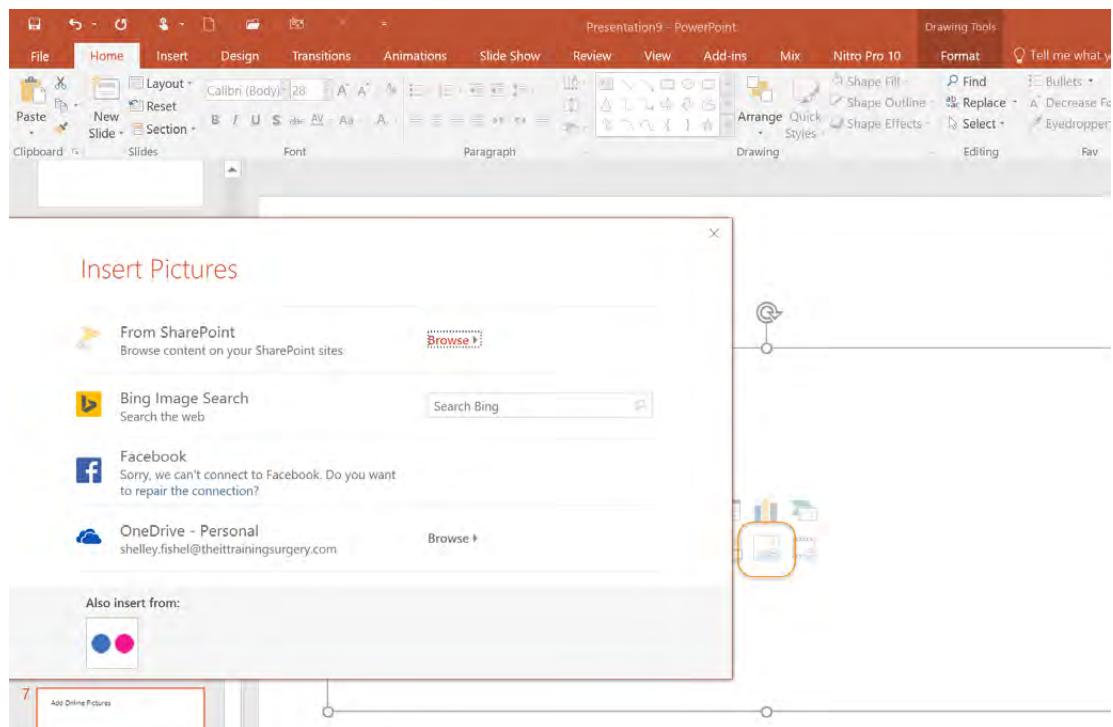 Presentation9 - PowerPoint
Drawing Tools
File Home Insert Design Transitions Animations Slide Show Review View Add-ins Mix Nitro Pro 10 Format Tell me what y
Paste
New
Slide
Layout
Reset
Section
Calibri (Body) 28 A A
B I U S abc AV Aa A
Arrange
Quick
Styles
Shape Fill
Shape Outline
Shape Effects
Find
Replace
Select
Bullets
A Decrease Fo
Eyedropper
Clipboard Slides Font Paragraph Drawing Editing Fav
Insert Pictures
From SharePoint
Browse content on your SharePoint sites
Browse
Bing Image Search
Search the web
Search Bing
Facebook
Sorry, we can't connect to Facebook. Do you want
to repair the connection?
OneDrive - Personal
shelley.fishel@theittrainingsurgery.com
Browse
Also insert from:
7
Add Online Pictures